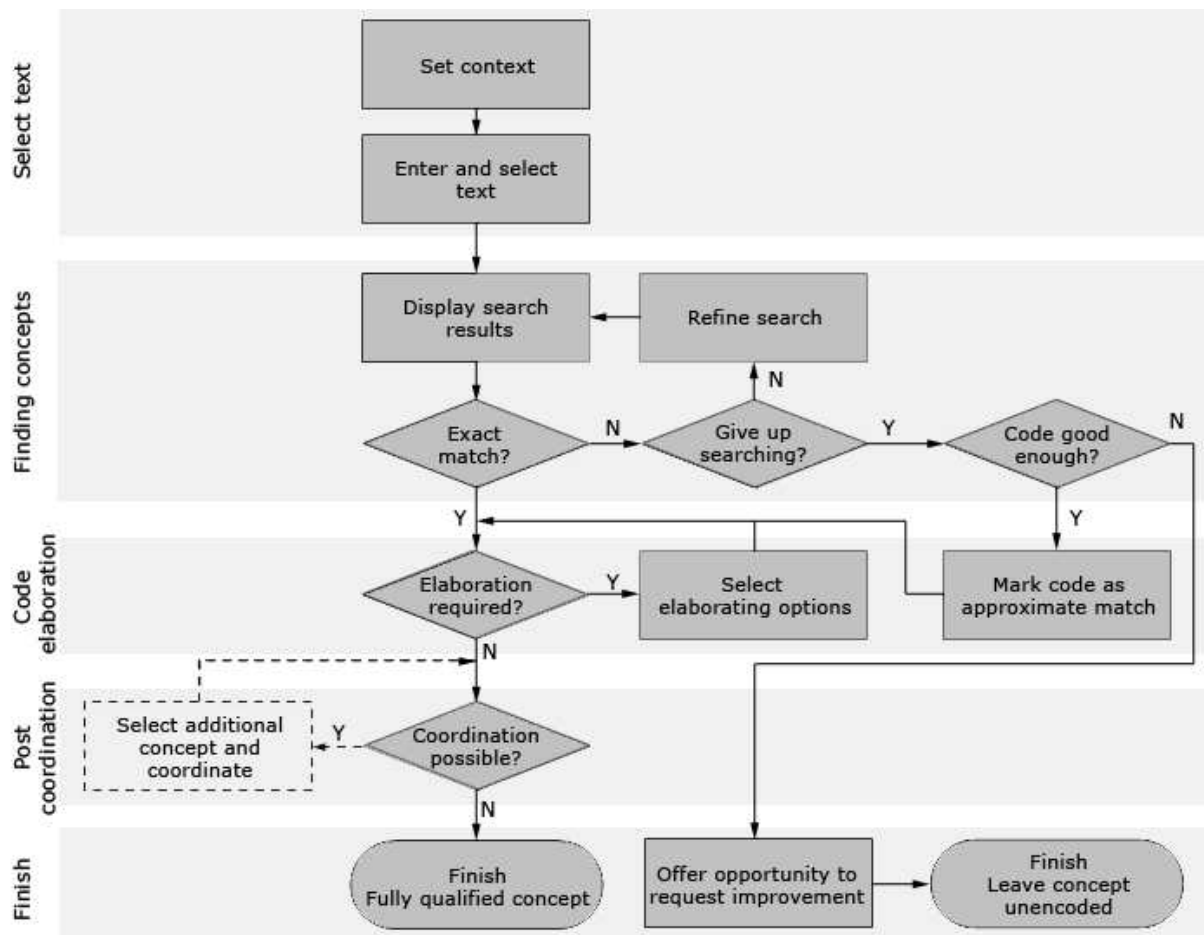 Select text
Set context
Enter and select
text
Finding concepts
Display search
results
Refine search
N
Exact
match?
N
Give up
searching?
Y
Code good
enough?
N
Y
Y
Code
elaboration
Elaboration
required?
Y
Select
elaborating options
Mark code as
approximate match
N
Post
coordination
Select additional
concept and
coordinate
Y
Coordination
possible?
N
Finish
Finish
Fully qualified concept
Offer opportunity to
request improvement
Finish
Leave concept
unencoded